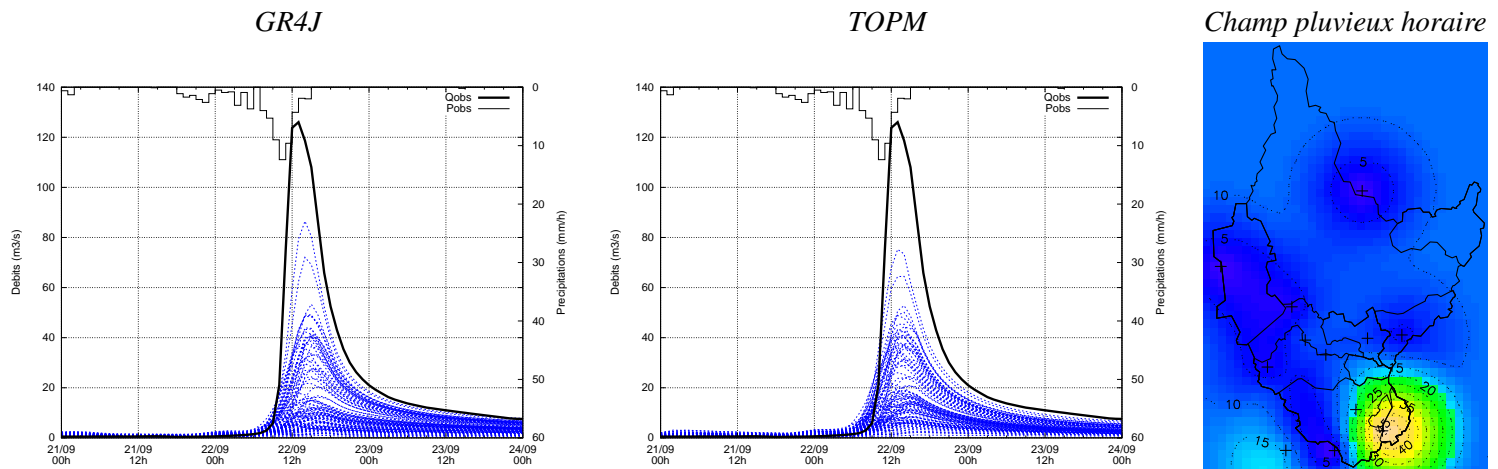 GR4J
TOPM
Champ pluvieux horaire
140
120
100
80
60
40
20
0
Debits (m3/s)
Qobs
Pobs
0
10
20
30
40
50
60
Precipitations (mm/h)
21/09 00h
21/09 12h
22/09 00h
22/09 12h
23/09 00h
23/09 12h
24/09 00h
140
120
100
80
60
40
20
0
Debits (m3/s)
Qobs
Pobs
0
10
20
30
40
50
60
Precipitations (mm/h)
21/09 00h
21/09 12h
22/09 00h
22/09 12h
23/09 00h
23/09 12h
24/09 00h
5
10
5
10
15
20
25
35
40
15
5